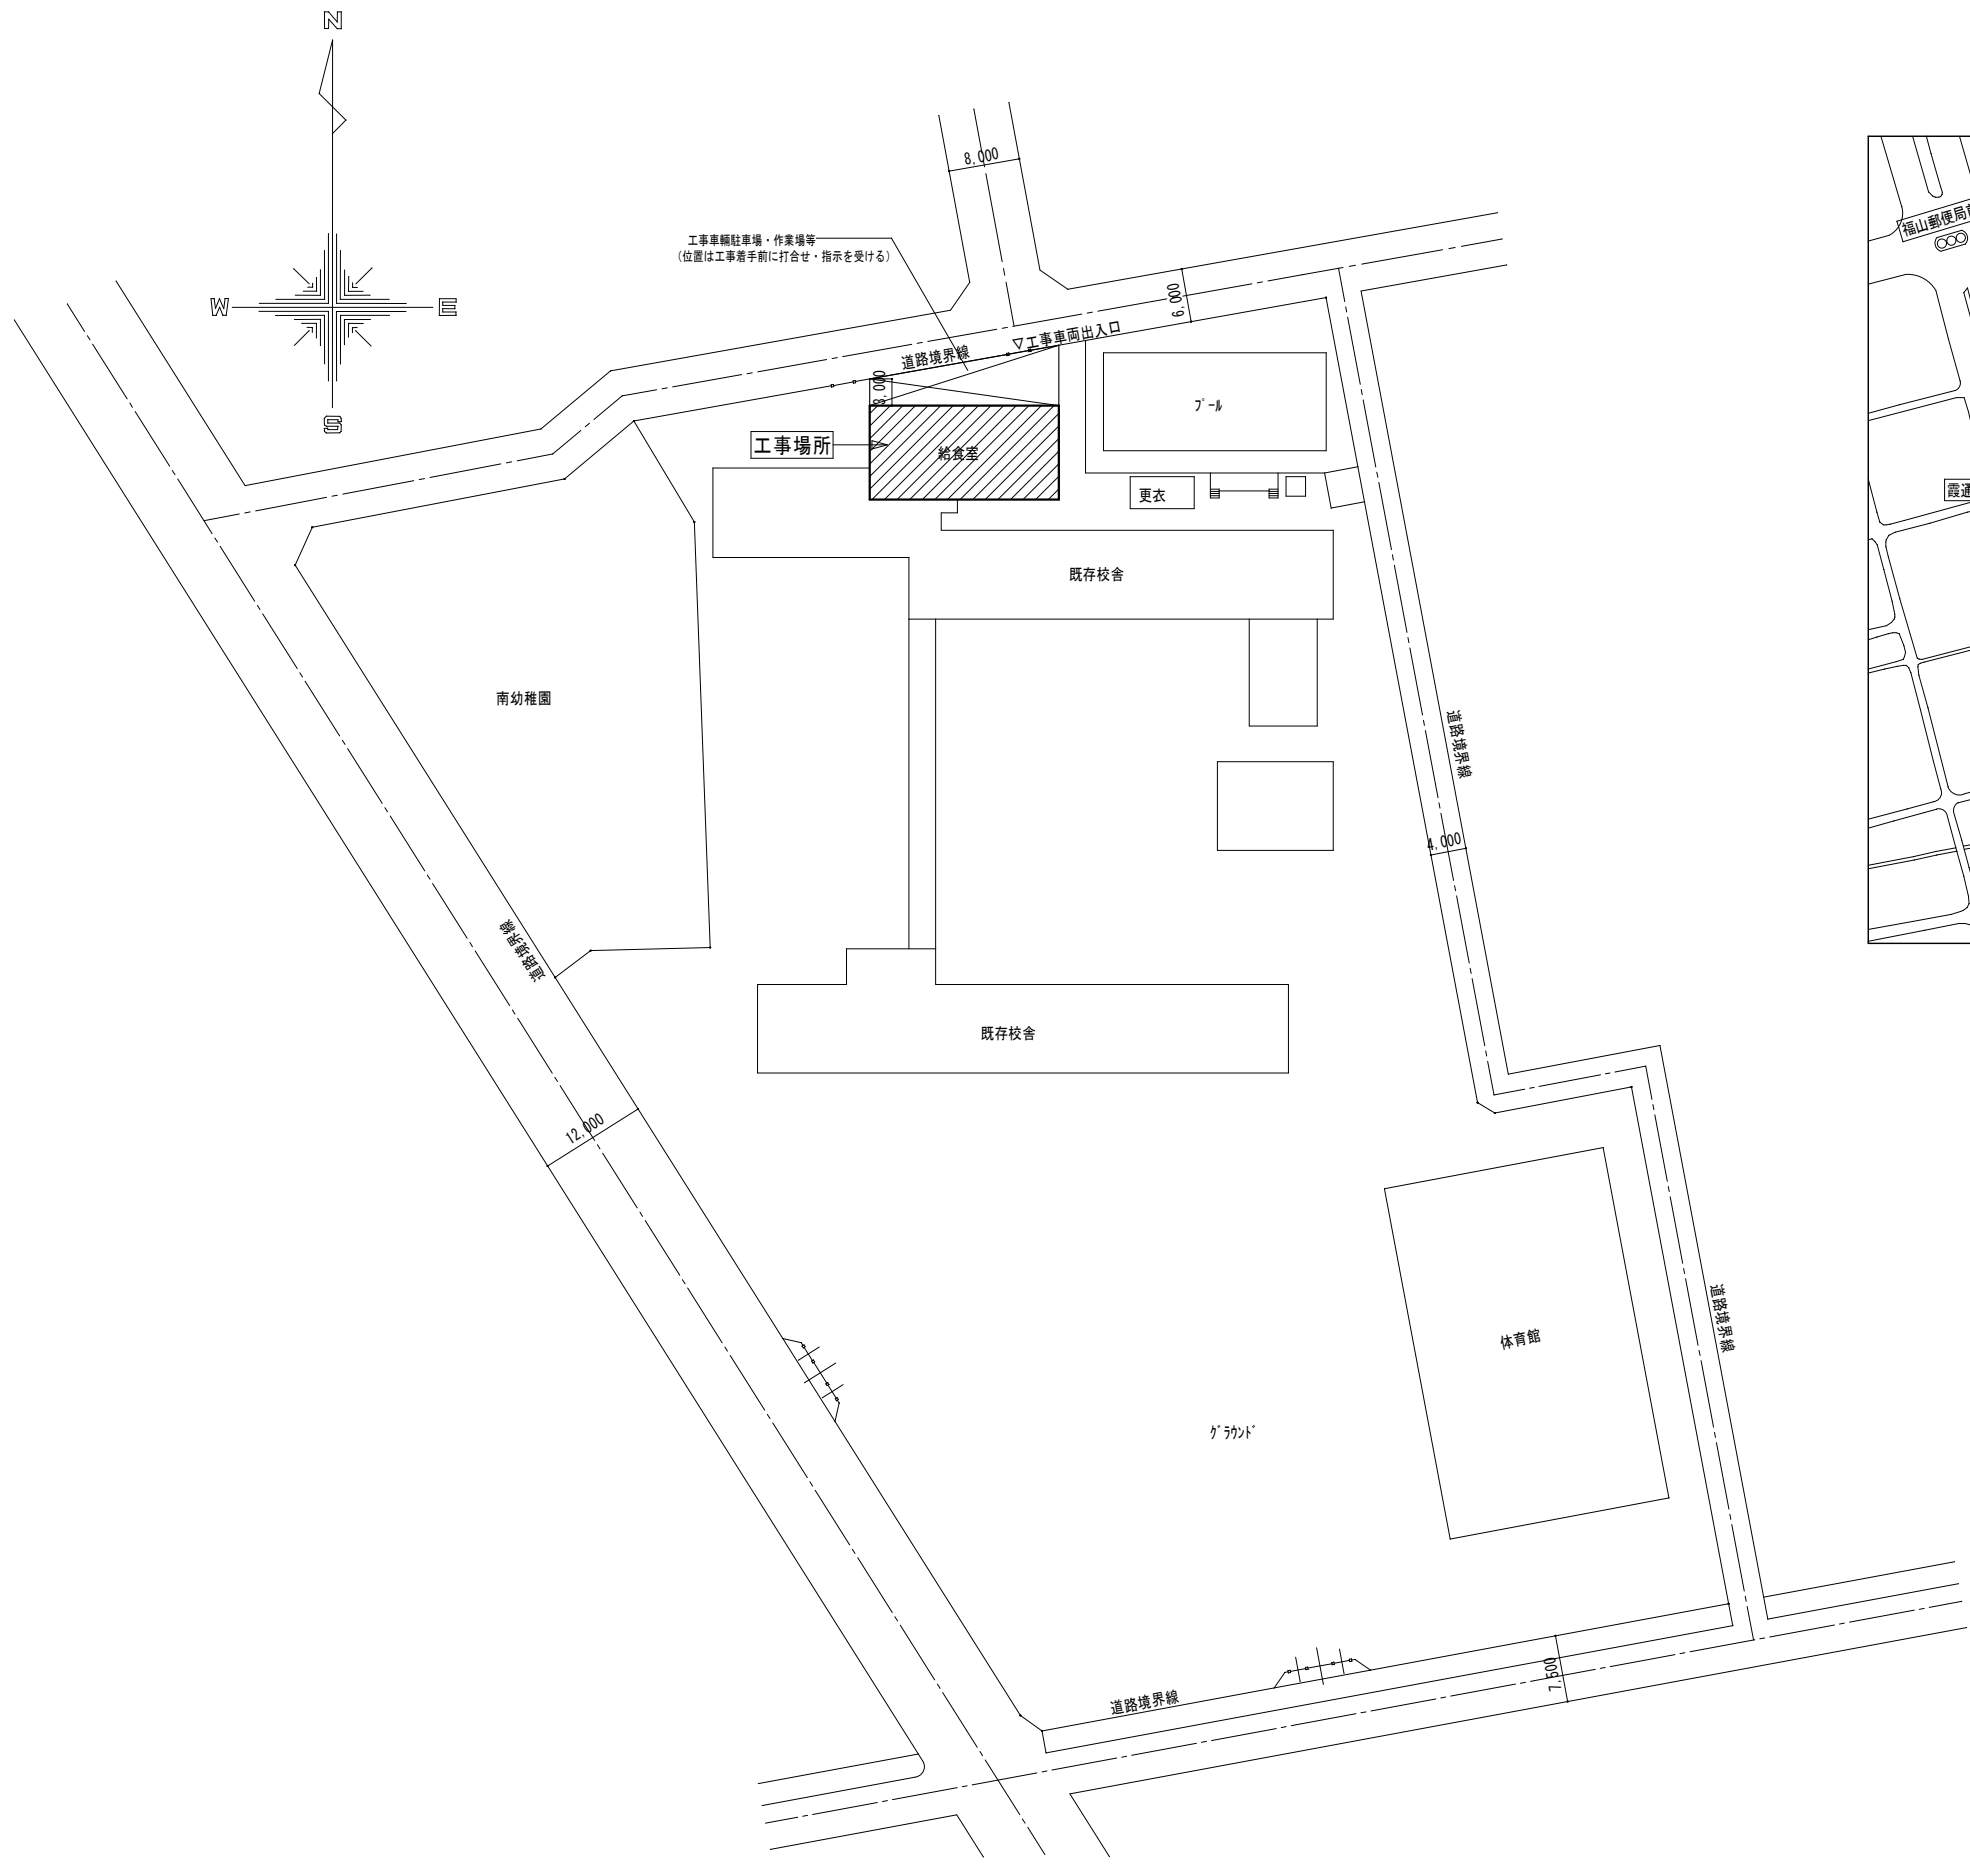 N
W
E
S
8,000
工事車輛駐車場・作業場等
(位置は工事着手前に打合せ・指示を受ける)
福山郵便局前
6,000
▽工事車両出入口
道路境界線
3,000
プール
工事場所
給食室
更衣
霞通
既存校舎
南幼稚園
道路境界線
4,000
道路境界線
既存校舎
12,000
道路境界線
体育館
グラウンド
7,500
道路境界線